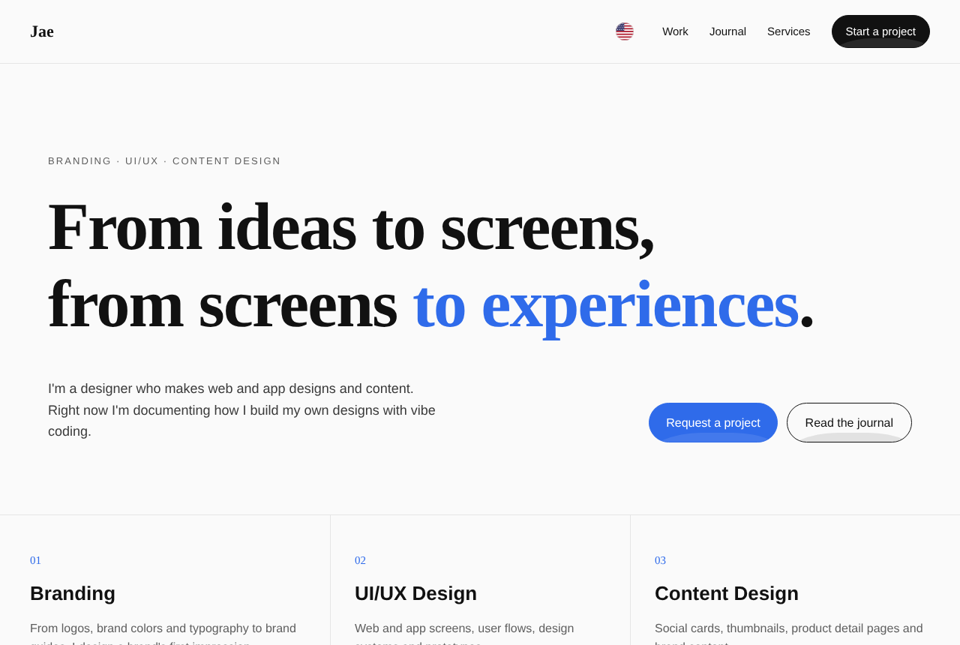 Jae
Work
Journal
Services
Start a project
BRANDING · UI/UX · CONTENT DESIGN
From ideas to screens,
from screens to experiences.
I'm a designer who makes web and app designs and content.
Right now I'm documenting how I build my own designs with vibe
coding.
Request a project
Read the journal
01
Branding
From logos, brand colors and typography to brand
02
UI/UX Design
Web and app screens, user flows, design
03
Content Design
Social cards, thumbnails, product detail pages and